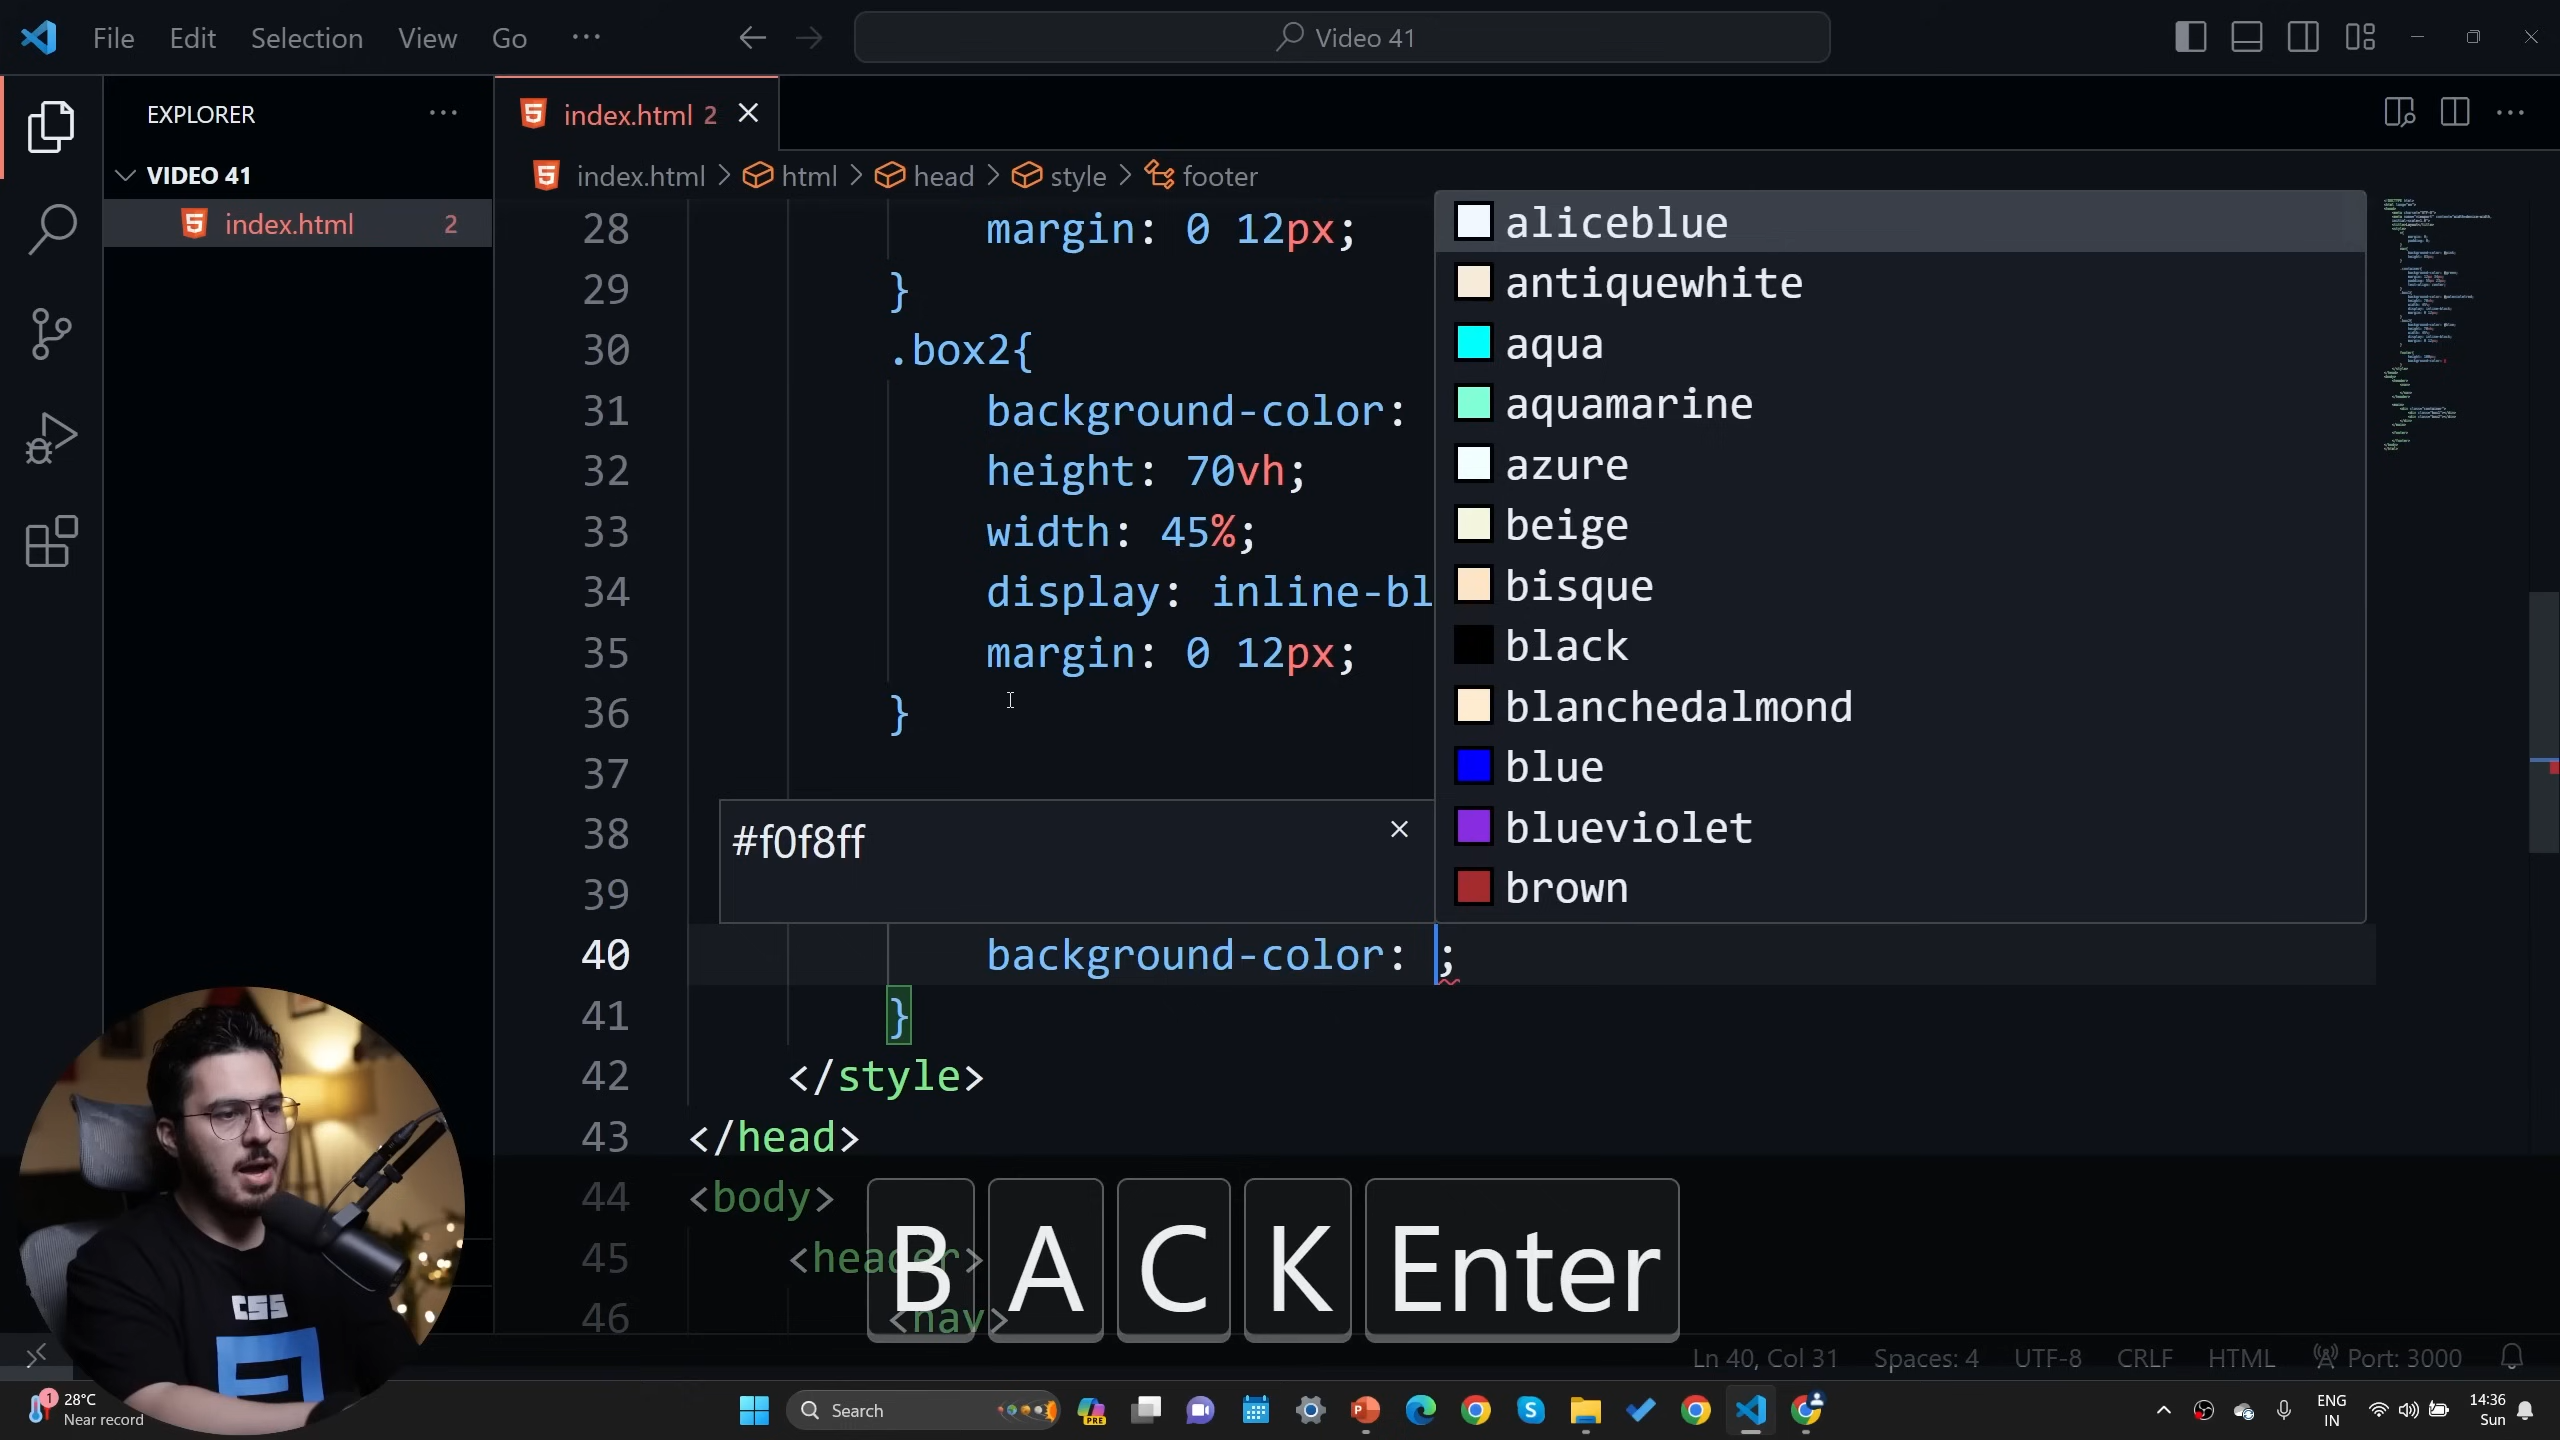 File Edit Selection View Go ...
Video 41
EXPLORER
index.html 2
VIDEO 41
index.html 2
index.html > html > head > style > footer
28 margin: 0 12px;
29 }
30 .box2{
31 background-color:
32 height: 70vh;
33 width: 45%;
34 display: inline-bl
35 margin: 0 12px;
36 }
37
38
39
40 background-color: ;
41 }
42 </style>
43 </head>
44 <body>
45 <header>
46 <nav>
aliceblue
antiquewhite
aqua
aquamarine
azure
beige
bisque
black
blanchedalmond
blue
blueviolet
brown
#f0f8ff
B A C K Enter
CSS
Ln 40, Col 31 Spaces: 4 UTF-8 CRLF HTML Port: 3000
1 28°C
Near record
Search
PRE
ENG
IN
14:36
Sun